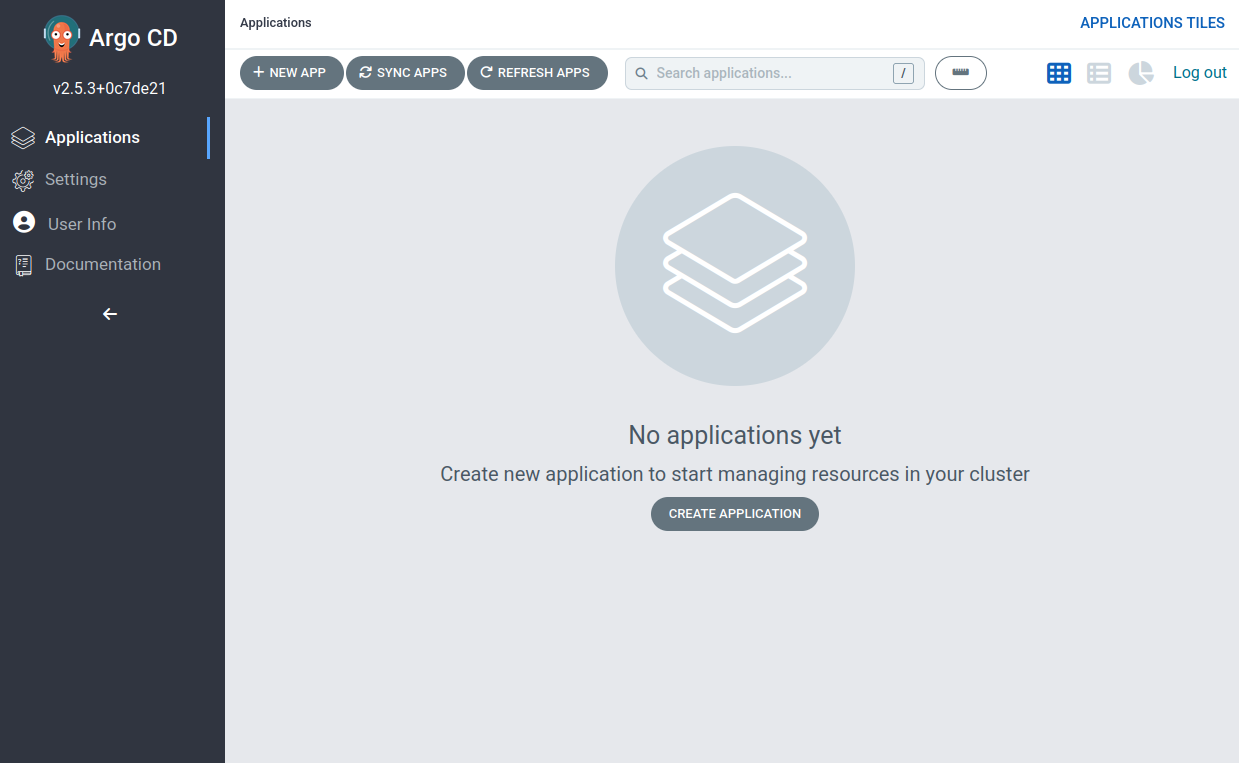 Argo CD
v2.5.3+0c7de21
Applications
Settings
User Info
Documentation
Applications
APPLICATIONS TILES
+ NEW APP
SYNC APPS
REFRESH APPS
Search applications...
/
Log out
No applications yet
Create new application to start managing resources in your cluster
CREATE APPLICATION